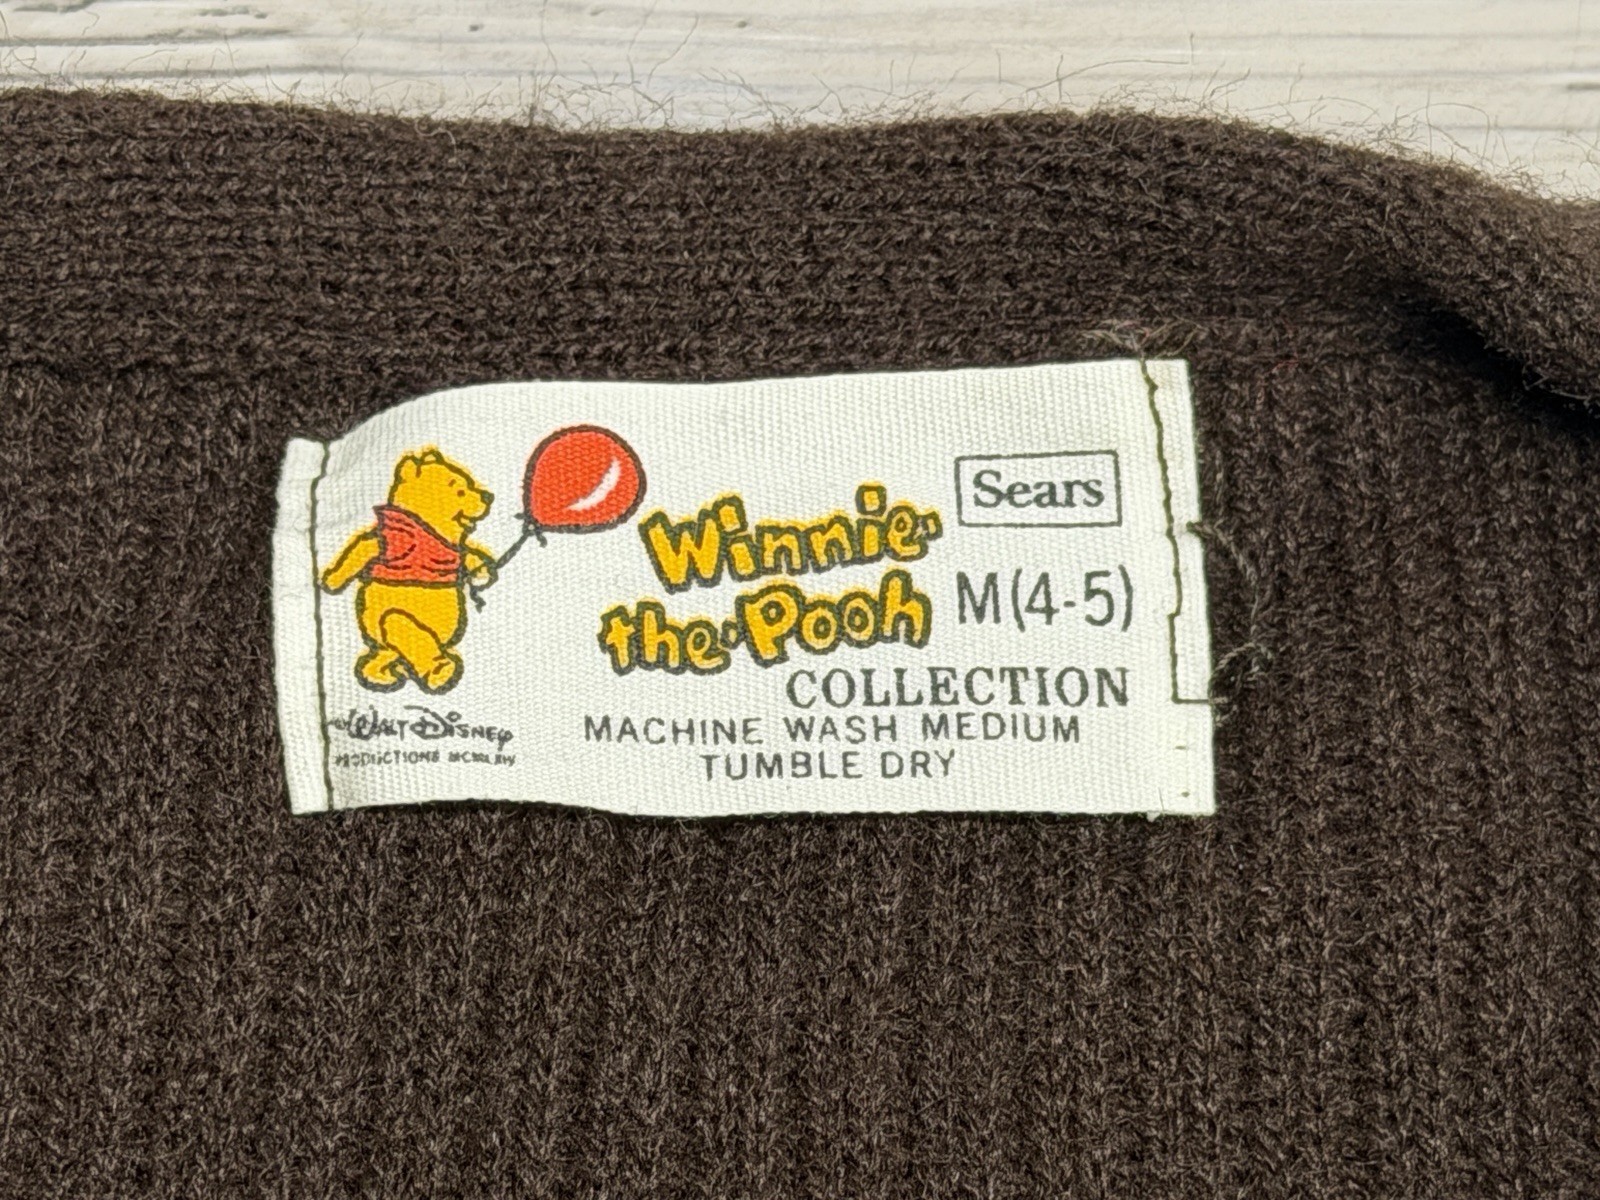 Sears
Winnie-
the-Pooh
M(4-5)
COLLECTION
MACHINE WASH MEDIUM
TUMBLE DRY
WALT DISNEY
PRODUCTIONS